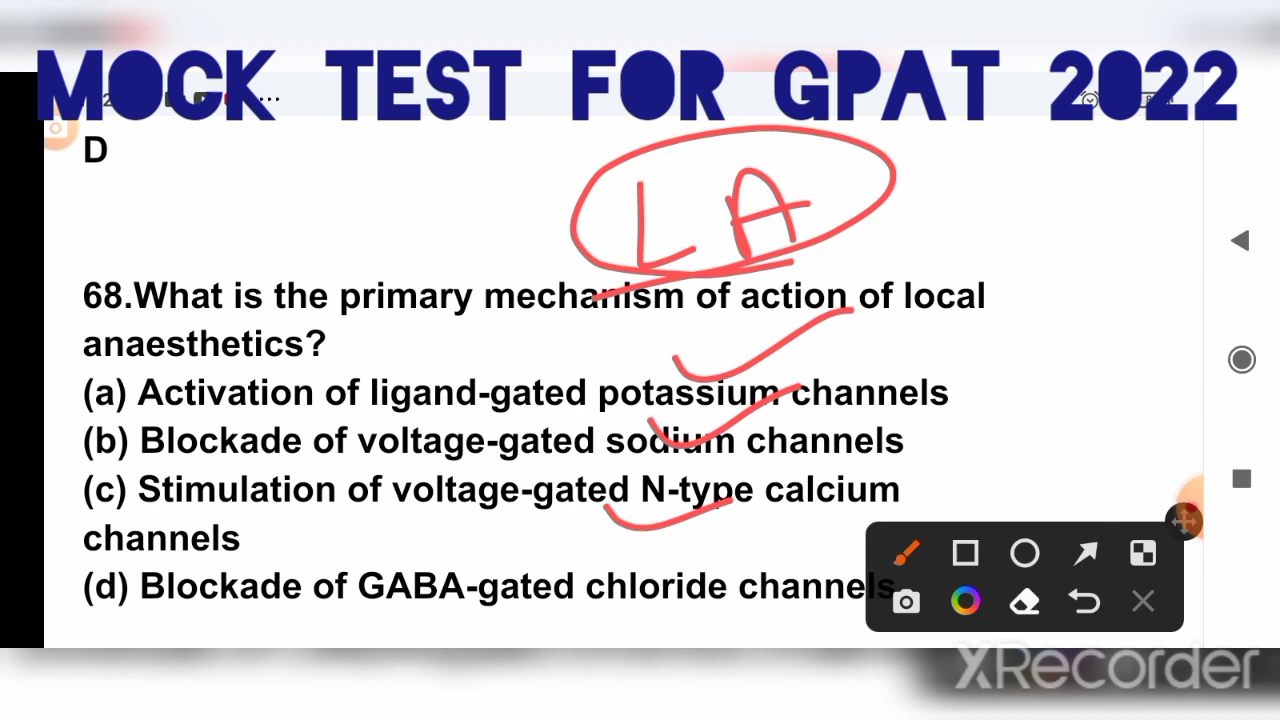 MOCK TEST FOR GPAT 2022
D
LA
68.What is the primary mechanism of action of local
anaesthetics?
(a) Activation of ligand-gated potassium channels
(b) Blockade of voltage-gated sodium channels
(c) Stimulation of voltage-gated N-type calcium
channels
(d) Blockade of GABA-gated chloride channels
XRecorder